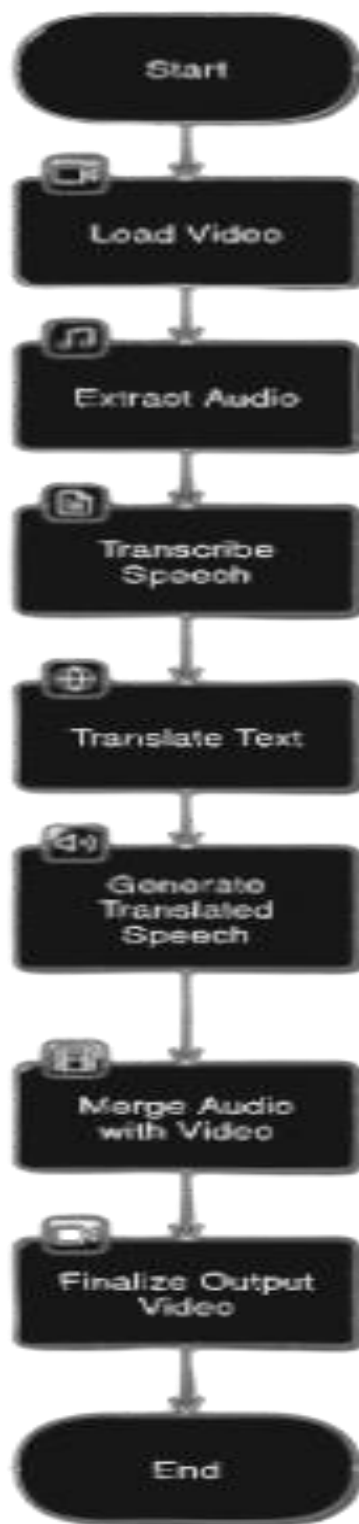 Start
Load Video
Extract Audio
Transcribe
Speech
Translate Text
Generate
Translated
Speech
Merge Audio
with Video
Finalize Output
Video
End